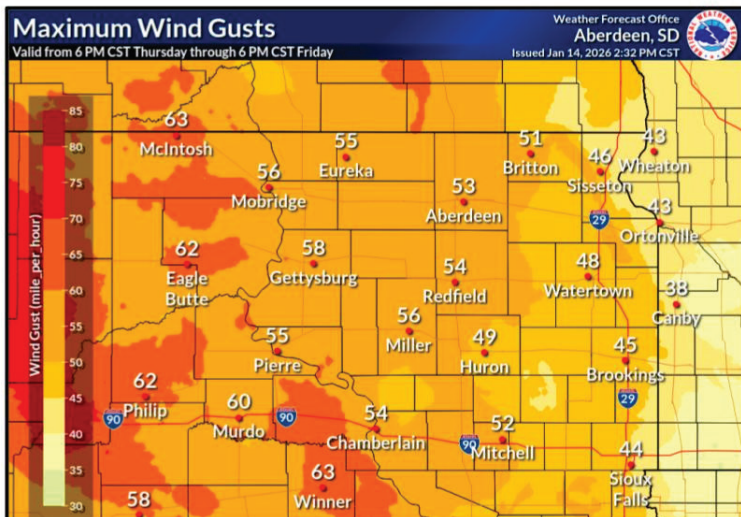 Maximum Wind Gusts
Valid from 6 PM CST Thursday through 6 PM CST Friday
Weather Forecast Office
Aberdeen, SD
Issued Jan 14, 2026 2:32 PM CST
NATIONAL WEATHER SERVICE
Wind Gust (mile_per_hour)
85
80
75
70
65
60
55
50
45
40
35
30
63
McIntosh
55
Eureka
51
Britton
46
Sisseton
43
Wheaton
56
Mobridge
53
Aberdeen
29
43
Ortonville
62
Eagle
Butte
58
Gettysburg
54
Redfield
48
Watertown
38
Canby
55
Pierre
56
Miller
49
Huron
45
Brookings
62
Philip
90
60
Murdo
90
54
Chamberlain
90
52
Mitchell
29
44
Sioux
Falls
63
Winner
58